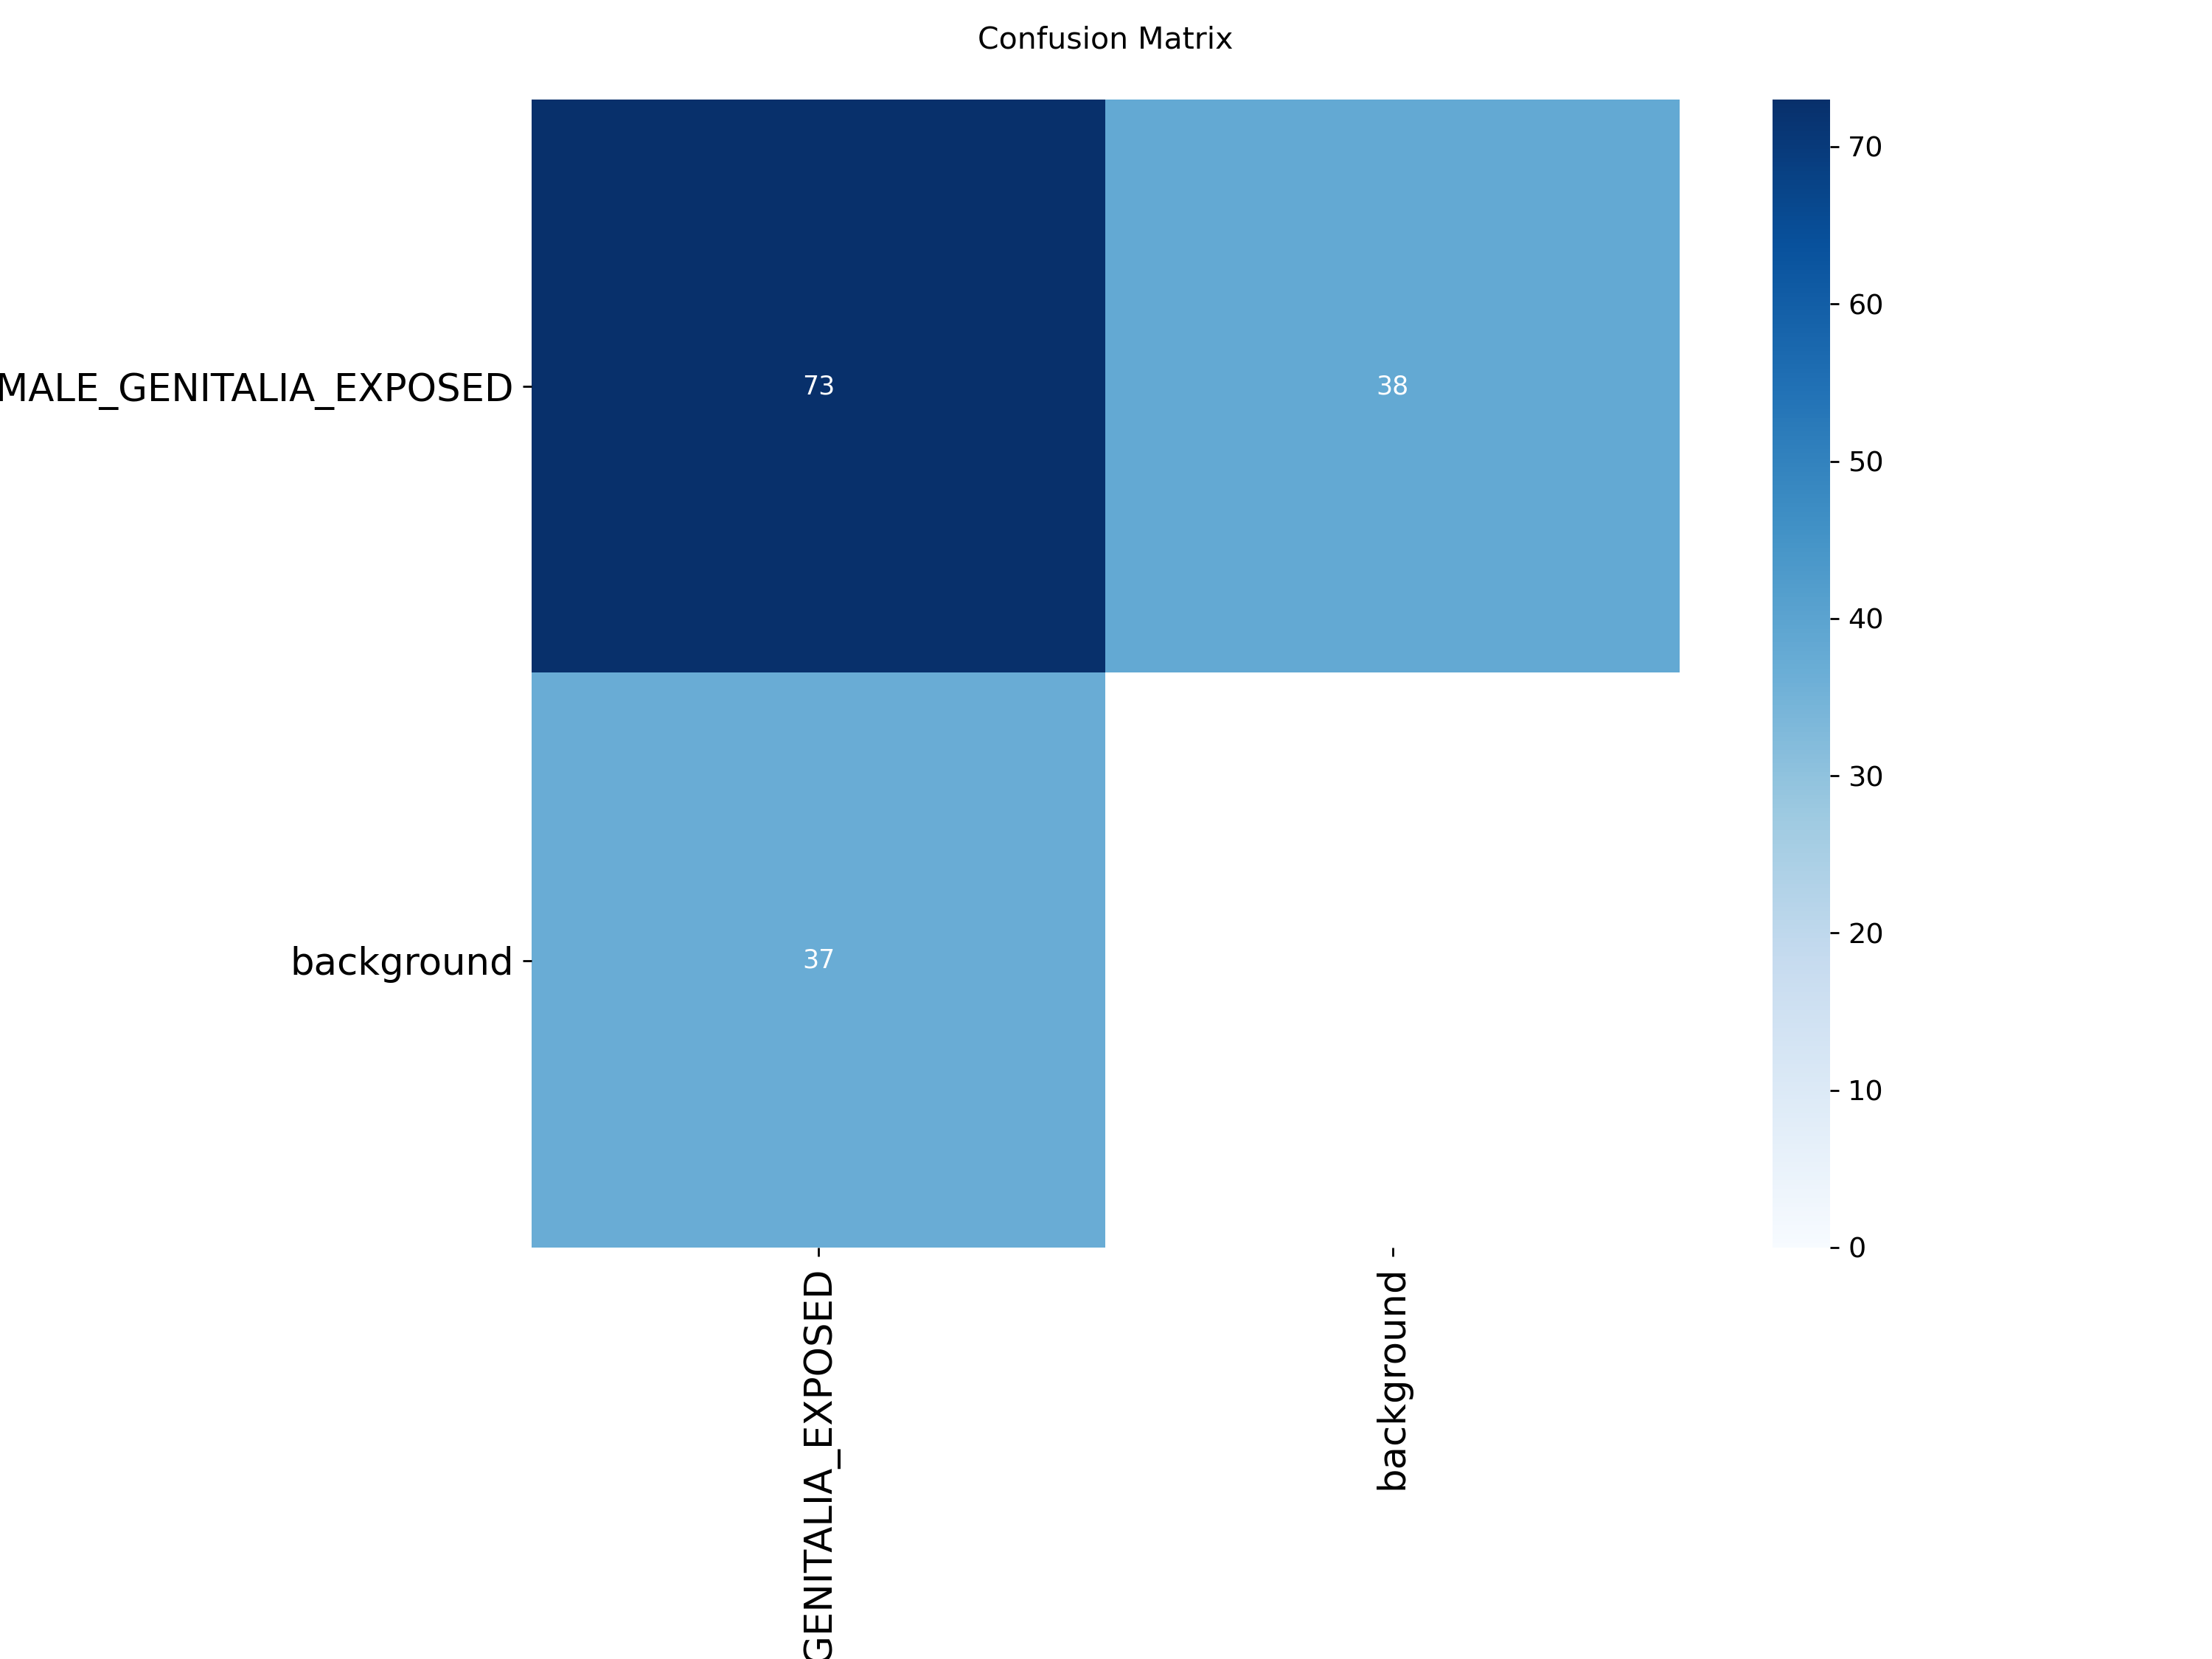 Confusion Matrix
MALE_GENITALIA_EXPOSED
73
38
background
37
GENITALIA_EXPOSED
background
70
60
50
40
30
20
10
0